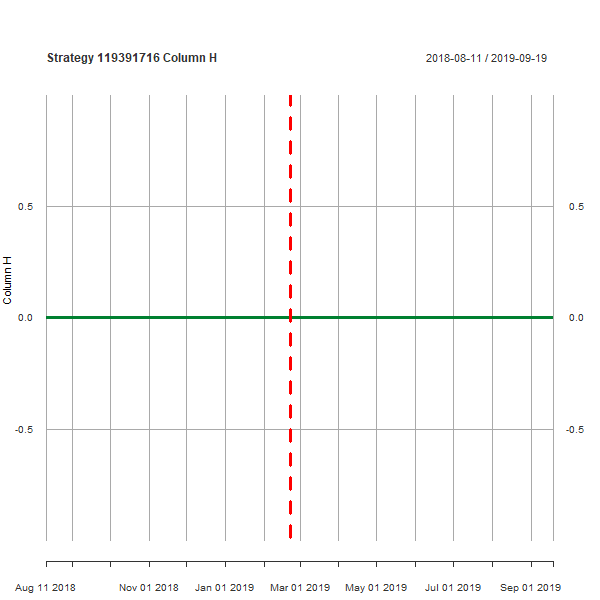 Strategy 119391716 Column H 2018-08-11 / 2019-09-19
0.5 0.5
Column H
0.0 0.0
-0.5 -0.5
Aug 11 2018 Nov 01 2018 Jan 01 2019 Mar 01 2019 May 01 2019 Jul 01 2019 Sep 01 2019